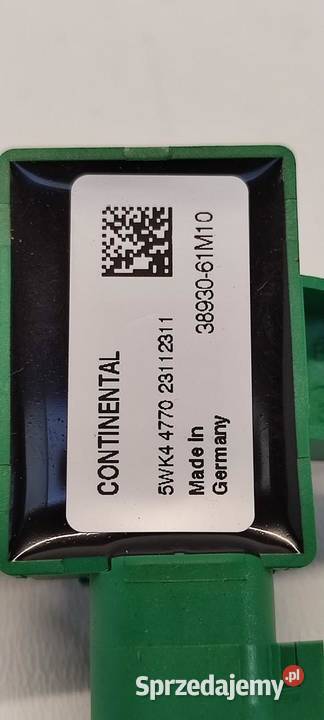 CONTINENTAL
5WK4 4770 23112311
Made In
Germany
38930-61M10
Sprzedajemy.pl